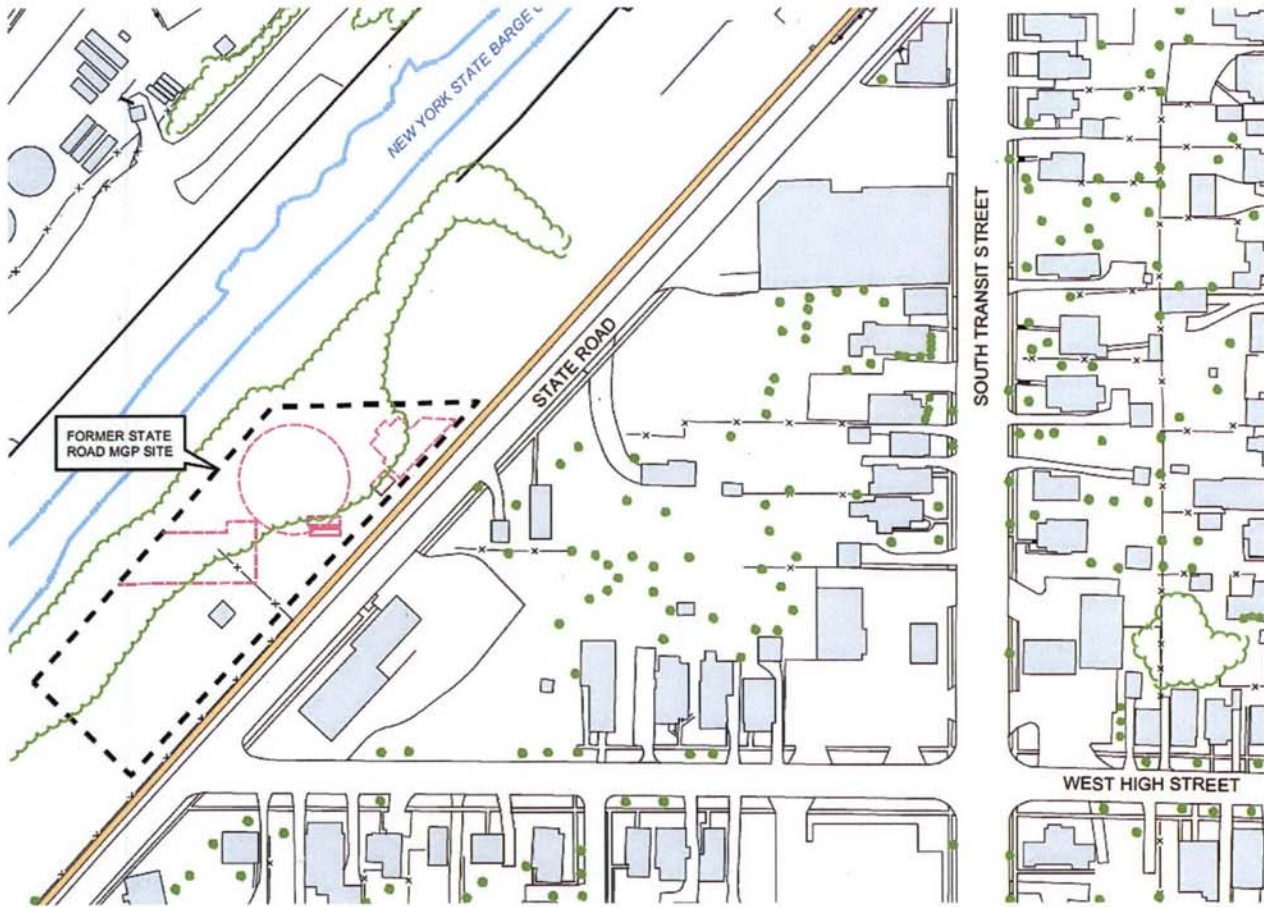 NEW YORK STATE BARGE
SOUTH TRANSIT STREET
STATE ROAD
FORMER STATE
ROAD MGP SITE
WEST HIGH STREET